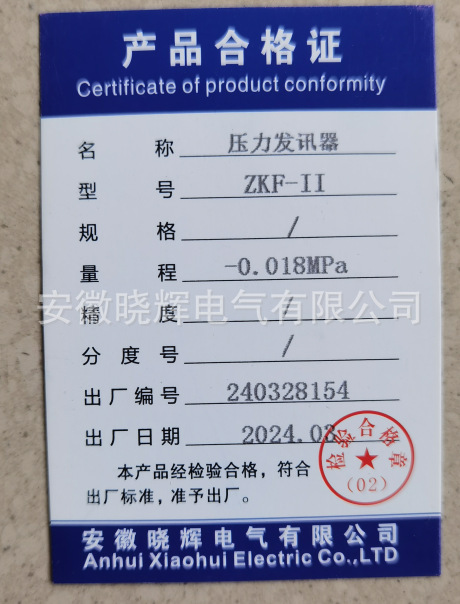 产品合格证
Certificate of product conformity
名 称 压力发讯器
型 号 ZKF-II
规 格 /
量 程 -0.018MPa
安徽晓辉电气有限公司
精 度 /
分 度 号 /
出厂编号 240328154
出厂日期 2024.03
检验合格章
(02)
本产品经检验合格，符合
出厂标准，准予出厂。
安徽晓辉电气有限公司
Anhui Xiaohui Electric Co.,LTD